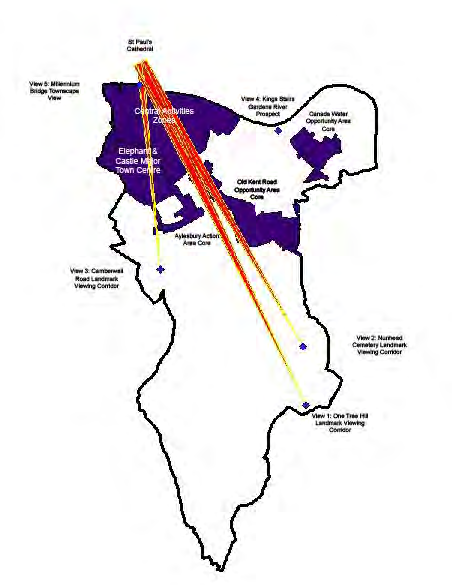 St Paul's
Cathedral
View 5: Millennium
Bridge Townscape
View
View 4: Kings Stairs
Gardens River
Prospect
Canada Water
Opportunity Area
Core
Central Activities
Zones
Elephant &
Castle Major
Town Centre
Old Kent Road
Opportunity Area
Core
Aylesbury Action
Area Core
View 3: Camberwell
Road Landmark
Viewing Corridor
View 2: Nunhead
Cemetery Landmark
Viewing Corridor
View 1: One Tree Hill
Landmark Viewing
Corridor